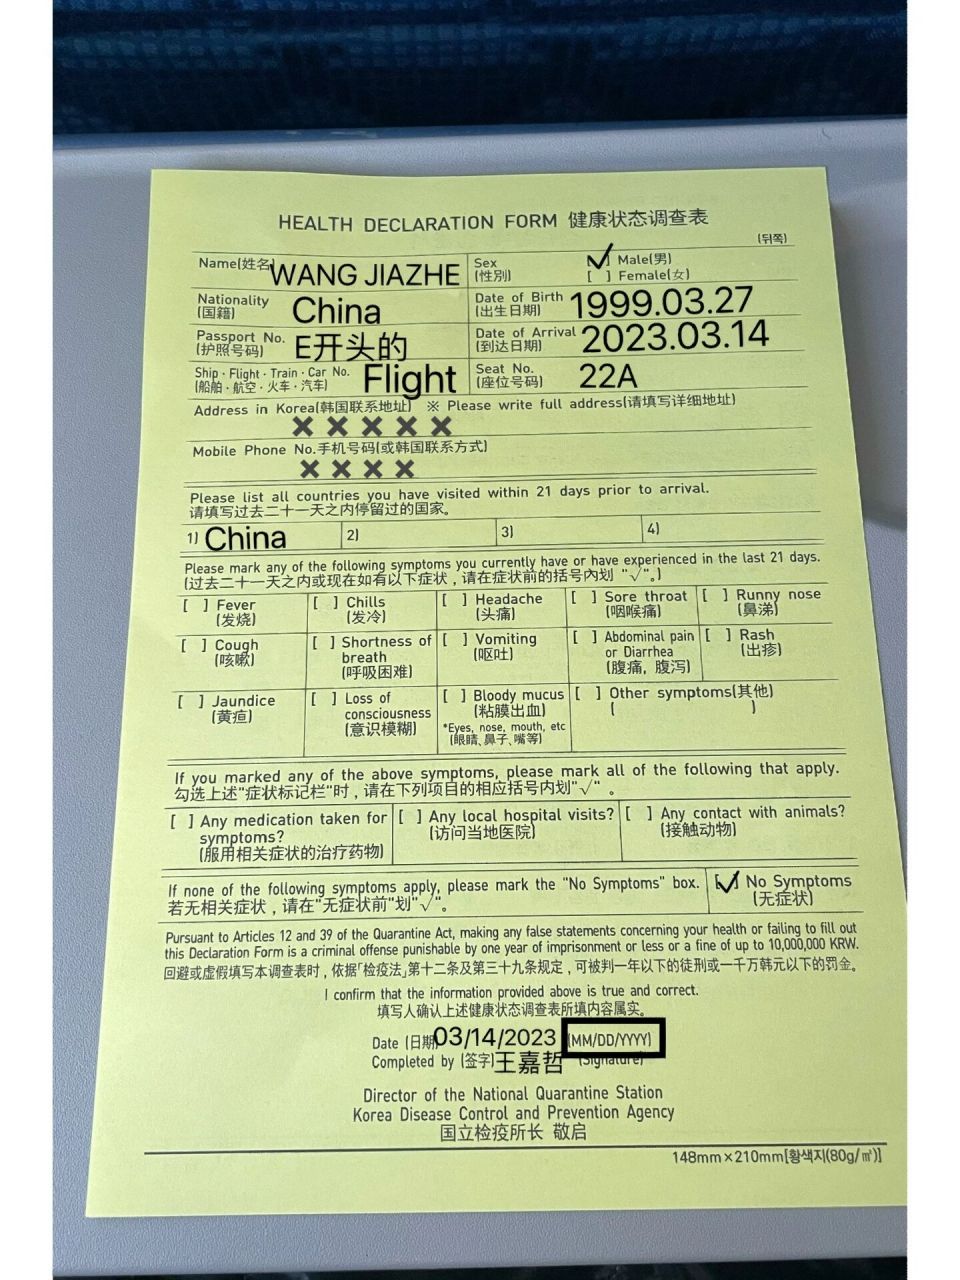 HEALTH DECLARATION FORM 健康状态调查表
(뒤쪽)
Name(姓名) WANG JIAZHE
Sex (性别) [✓] Male(男)
[ ] Female(女)
Nationality (国籍) China
Date of Birth (出生日期) 1999.03.27
Passport No. (护照号码) E开头的
Date of Arrival (到达日期) 2023.03.14
Ship·Flight·Train·Car No. (船舶·航空·火车·汽车) Flight
Seat No. (座位号码) 22A
Address in Korea(韩国联系地址) ※ Please write full address(请填写详细地址)
✖ ✖ ✖ ✖ ✖
Mobile Phone No.手机号码(或韩国联系方式)
✖ ✖ ✖ ✖
Please list all countries you have visited within 21 days prior to arrival.
请填写过去二十一天之内停留过的国家。
1) China 2) 3) 4)
Please mark any of the following symptoms you currently have or have experienced in the last 21 days.
(过去二十一天之内或现在如有以下症状，请在症状前的括号内划 "√"。)
[ ] Fever (发烧)
[ ] Chills (发冷)
[ ] Headache (头痛)
[ ] Sore throat (咽喉痛)
[ ] Runny nose (鼻涕)
[ ] Cough (咳嗽)
[ ] Shortness of breath (呼吸困难)
[ ] Vomiting (呕吐)
[ ] Abdominal pain or Diarrhea (腹痛，腹泻)
[ ] Rash (出疹)
[ ] Jaundice (黄疸)
[ ] Loss of consciousness (意识模糊)
[ ] Bloody mucus (粘膜出血)
*Eyes, nose, mouth, etc (眼睛、鼻子、嘴等)
[ ] Other symptoms(其他)
( )
If you marked any of the above symptoms, please mark all of the following that apply.
勾选上述"症状标记栏"时，请在下列项目的相应括号内划"√" 。
[ ] Any medication taken for symptoms? (服用相关症状的治疗药物)
[ ] Any local hospital visits? (访问当地医院)
[ ] Any contact with animals? (接触动物)
If none of the following symptoms apply, please mark the "No Symptoms" box.
若无相关症状，请在"无症状前"划"√"。
[✓] No Symptoms (无症状)
Pursuant to Articles 12 and 39 of the Quarantine Act, making any false statements concerning your health or failing to fill out
this Declaration Form is a criminal offense punishable by one year of imprisonment or less or a fine of up to 10,000,000 KRW.
回避或虚假填写本调查表时，依据「检疫法」第十二条及第三十九条规定，可被判一年以下的徒刑或一千万韩元以下的罚金。
I confirm that the information provided above is true and correct.
填写人确认上述健康状态调查表所填内容属实。
Date (日期) 03/14/2023 (MM/DD/YYYY)
Completed by (签字) 王嘉哲 (Signature)
Director of the National Quarantine Station
Korea Disease Control and Prevention Agency
国立检疫所长 敬启
148mm×210mm[황색지(80g/㎡)]